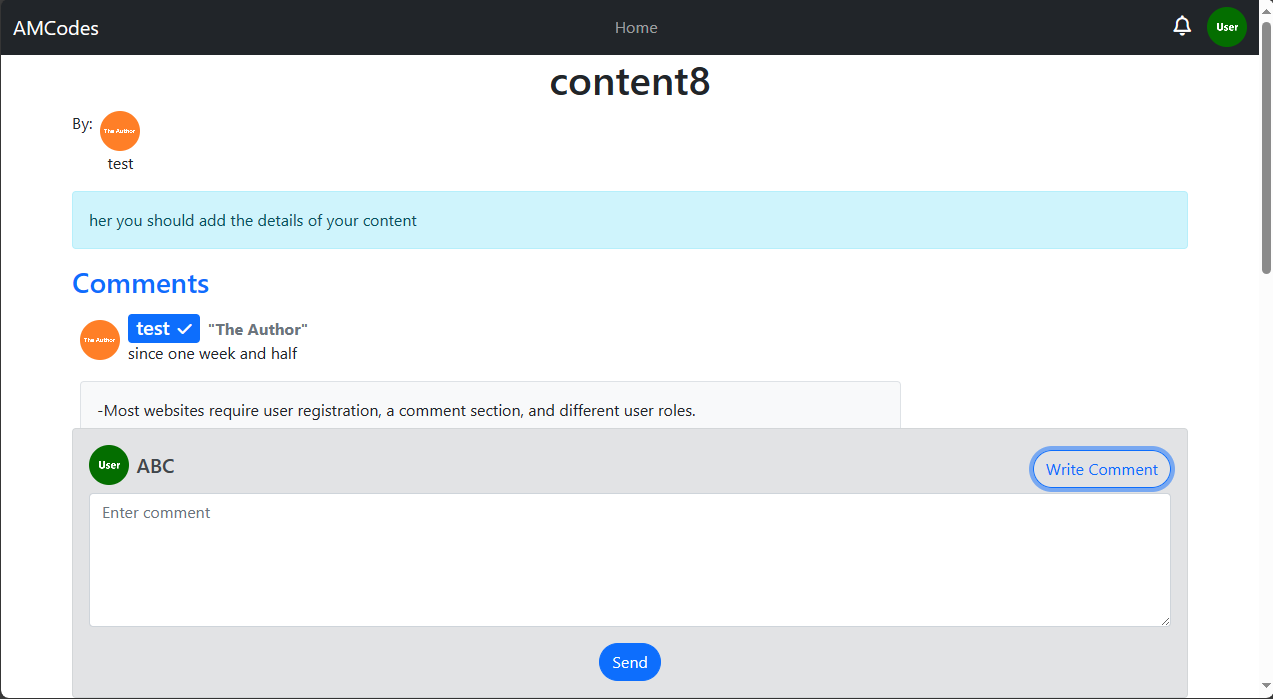 AMCodes
Home
User
content8
By:
The Author
test
her you should add the details of your content
Comments
The Author
test
"The Author"
since one week and half
-Most websites require user registration, a comment section, and different user roles.
User
ABC
Write Comment
Enter comment
Send